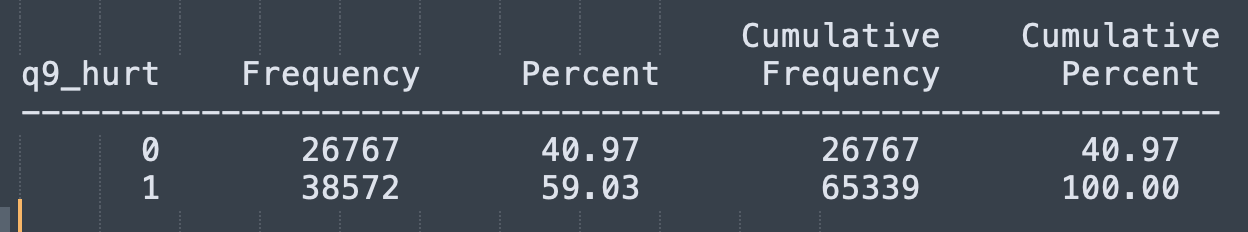 Cumulative Cumulative
q9_hurt Frequency Percent Frequency Percent
0 26767 40.97 26767 40.97
1 38572 59.03 65339 100.00